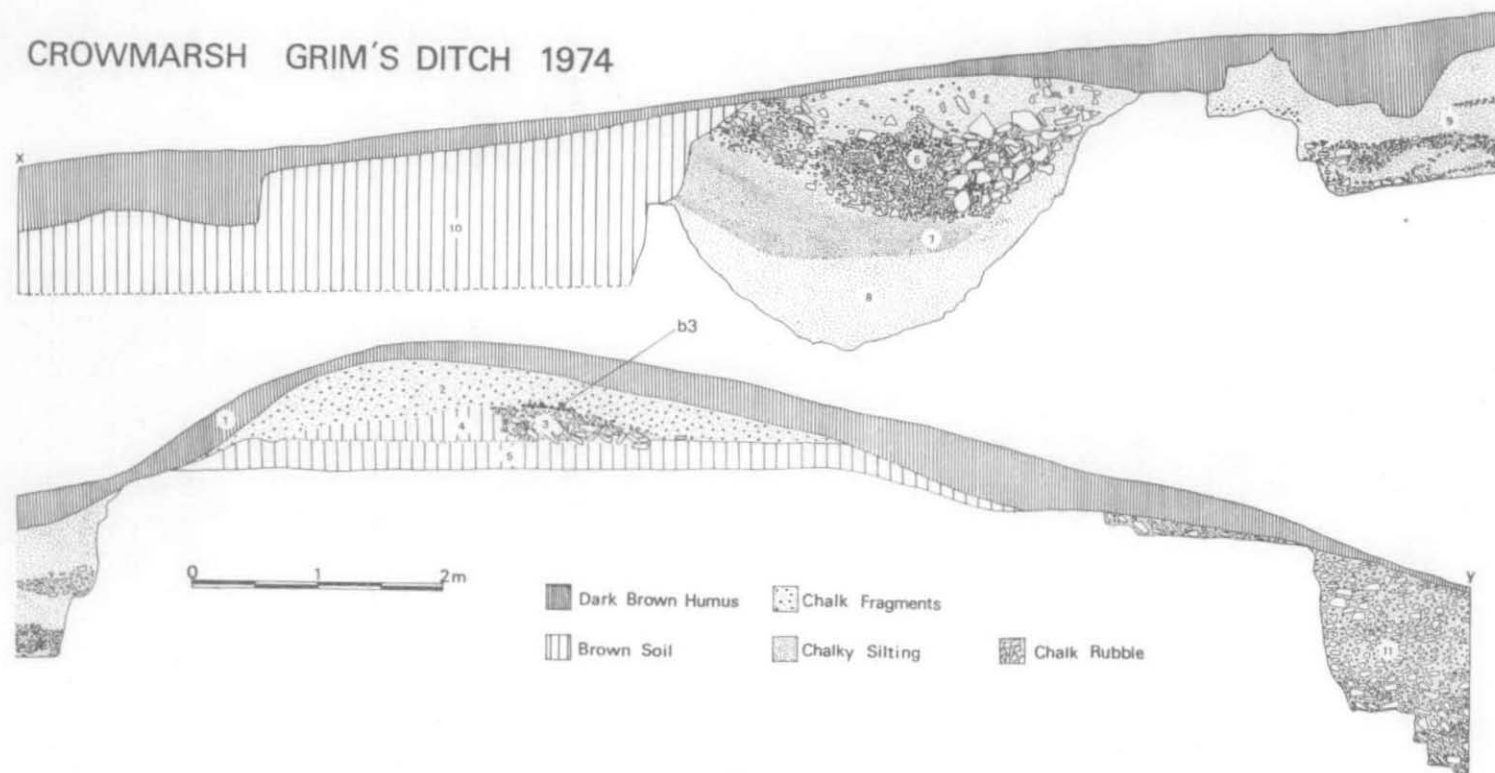 CROWMARSH GRIM'S DITCH 1974
X
6
9
10
7
8
b3
2
1
4
3
5
0 1 2m
Y
Dark Brown Humus
Chalk Fragments
Brown Soil
Chalky Silting
Chalk Rubble
11